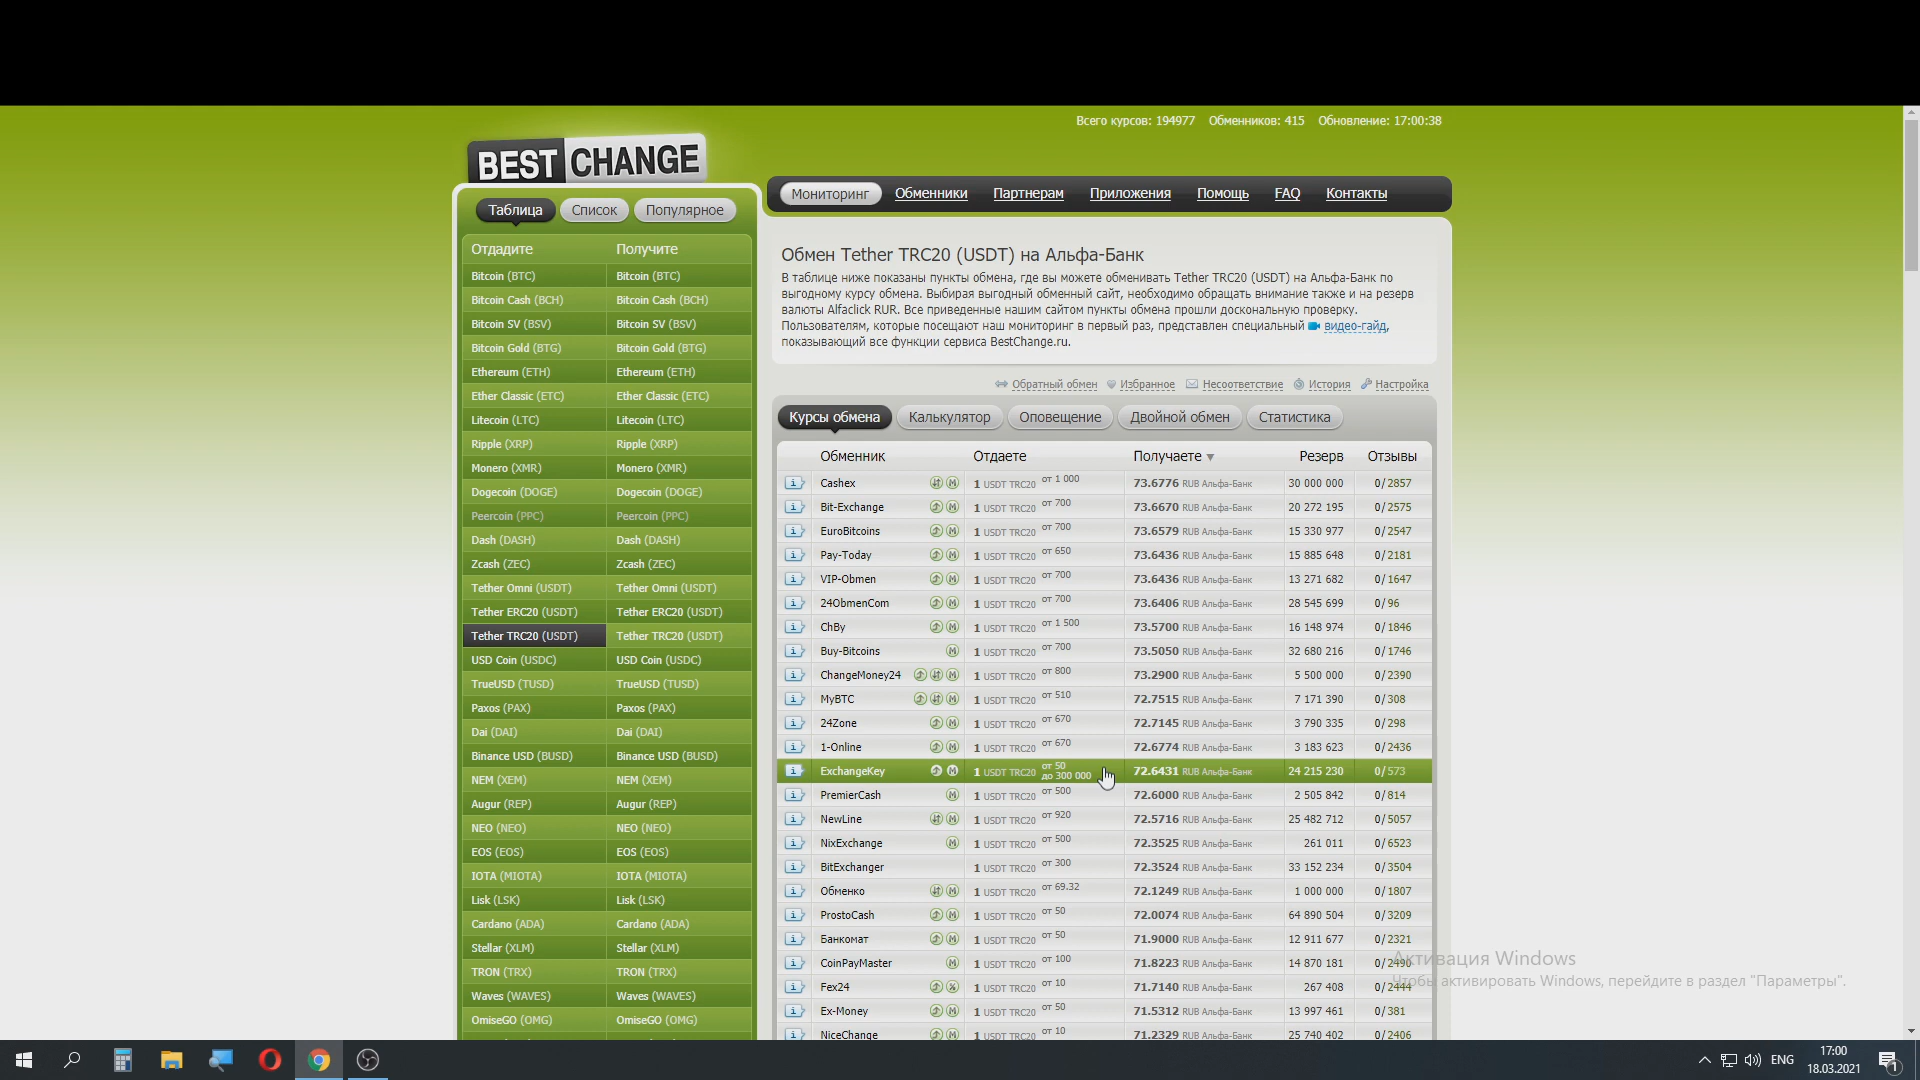 Всего курсов: 194977 Обменников: 415 Обновление: 17:00:38
BEST CHANGE
Мониторинг Обменники Партнерам Приложения Помощь FAQ Контакты
Таблица Список Популярное
Отдадите Получите
Bitcoin (BTC) Bitcoin (BTC)
Bitcoin Cash (BCH) Bitcoin Cash (BCH)
Bitcoin SV (BSV) Bitcoin SV (BSV)
Bitcoin Gold (BTG) Bitcoin Gold (BTG)
Ethereum (ETH) Ethereum (ETH)
Ether Classic (ETC) Ether Classic (ETC)
Litecoin (LTC) Litecoin (LTC)
Ripple (XRP) Ripple (XRP)
Monero (XMR) Monero (XMR)
Dogecoin (DOGE) Dogecoin (DOGE)
Peercoin (PPC) Peercoin (PPC)
Dash (DASH) Dash (DASH)
Zcash (ZEC) Zcash (ZEC)
Tether Omni (USDT) Tether Omni (USDT)
Tether ERC20 (USDT) Tether ERC20 (USDT)
Tether TRC20 (USDT) Tether TRC20 (USDT)
USD Coin (USDC) USD Coin (USDC)
TrueUSD (TUSD) TrueUSD (TUSD)
Paxos (PAX) Paxos (PAX)
Dai (DAI) Dai (DAI)
Binance USD (BUSD) Binance USD (BUSD)
NEM (XEM) NEM (XEM)
Augur (REP) Augur (REP)
NEO (NEO) NEO (NEO)
EOS (EOS) EOS (EOS)
IOTA (MIOTA) IOTA (MIOTA)
Lisk (LSK) Lisk (LSK)
Cardano (ADA) Cardano (ADA)
Stellar (XLM) Stellar (XLM)
TRON (TRX) TRON (TRX)
Waves (WAVES) Waves (WAVES)
OmiseGO (OMG) OmiseGO (OMG)
Обмен Tether TRC20 (USDT) на Альфа-Банк
В таблице ниже показаны пункты обмена, где вы можете обменивать Tether TRC20 (USDT) на Альфа-Банк по
выгодному курсу обмена. Выбирая выгодный обменный сайт, необходимо обращать внимание также и на резерв
валюты Alfaclick RUR. Все приведенные нашим сайтом пункты обмена прошли доскональную проверку.
Пользователям, которые посещают наш мониторинг в первый раз, представлен специальный видео-гайд,
показывающий все функции сервиса BestChange.ru.
Обратный обмен Избранное Несоответствие История Настройка
Курсы обмена Калькулятор Оповещение Двойной обмен Статистика
Обменник Отдаете Получаете ▼ Резерв Отзывы
Cashex 1 USDT TRC20 от 1 000 73.6776 RUB Альфа-Банк 30 000 000 0/2857
Bit-Exchange 1 USDT TRC20 от 700 73.6670 RUB Альфа-Банк 20 272 195 0/2575
EuroBitcoins 1 USDT TRC20 от 700 73.6579 RUB Альфа-Банк 15 330 977 0/2547
Pay-Today 1 USDT TRC20 от 650 73.6436 RUB Альфа-Банк 15 885 648 0/2181
VIP-Obmen 1 USDT TRC20 от 700 73.6436 RUB Альфа-Банк 13 271 682 0/1647
24ObmenCom 1 USDT TRC20 от 700 73.6406 RUB Альфа-Банк 28 545 699 0/96
ChBy 1 USDT TRC20 от 1 500 73.5700 RUB Альфа-Банк 16 148 974 0/1846
Buy-Bitcoins 1 USDT TRC20 от 700 73.5050 RUB Альфа-Банк 32 680 216 0/1746
ChangeMoney24 1 USDT TRC20 от 800 73.2900 RUB Альфа-Банк 5 500 000 0/2390
MyBTC 1 USDT TRC20 от 510 72.7515 RUB Альфа-Банк 7 171 390 0/308
24Zone 1 USDT TRC20 от 670 72.7145 RUB Альфа-Банк 3 790 335 0/298
1-Online 1 USDT TRC20 от 670 72.6774 RUB Альфа-Банк 3 183 623 0/2436
ExchangeKey 1 USDT TRC20 от 50 до 300 000 72.6431 RUB Альфа-Банк 24 215 230 0/573
PremierCash 1 USDT TRC20 от 500 72.6000 RUB Альфа-Банк 2 505 842 0/814
NewLine 1 USDT TRC20 от 920 72.5716 RUB Альфа-Банк 25 482 712 0/5057
NixExchange 1 USDT TRC20 от 500 72.3525 RUB Альфа-Банк 261 011 0/6523
BitExchanger 1 USDT TRC20 от 300 72.3524 RUB Альфа-Банк 33 152 234 0/3504
Обменко 1 USDT TRC20 от 69.32 72.1249 RUB Альфа-Банк 1 000 000 0/1807
ProstoCash 1 USDT TRC20 от 50 72.0074 RUB Альфа-Банк 64 890 504 0/3209
Банкомат 1 USDT TRC20 от 50 71.9000 RUB Альфа-Банк 12 911 677 0/2321
CoinPayMaster 1 USDT TRC20 от 100 71.8223 RUB Альфа-Банк 14 870 181 0/2490
Fex24 1 USDT TRC20 от 10 71.7140 RUB Альфа-Банк 267 408 0/2444
Ex-Money 1 USDT TRC20 от 50 71.5312 RUB Альфа-Банк 13 997 461 0/381
NiceChange 1 USDT TRC20 от 10 71.2329 RUB Альфа-Банк 25 740 402 0/2406
Активация Windows
Чтобы активировать Windows, перейдите в раздел "Параметры".
ENG
17:00
18.03.2021
1